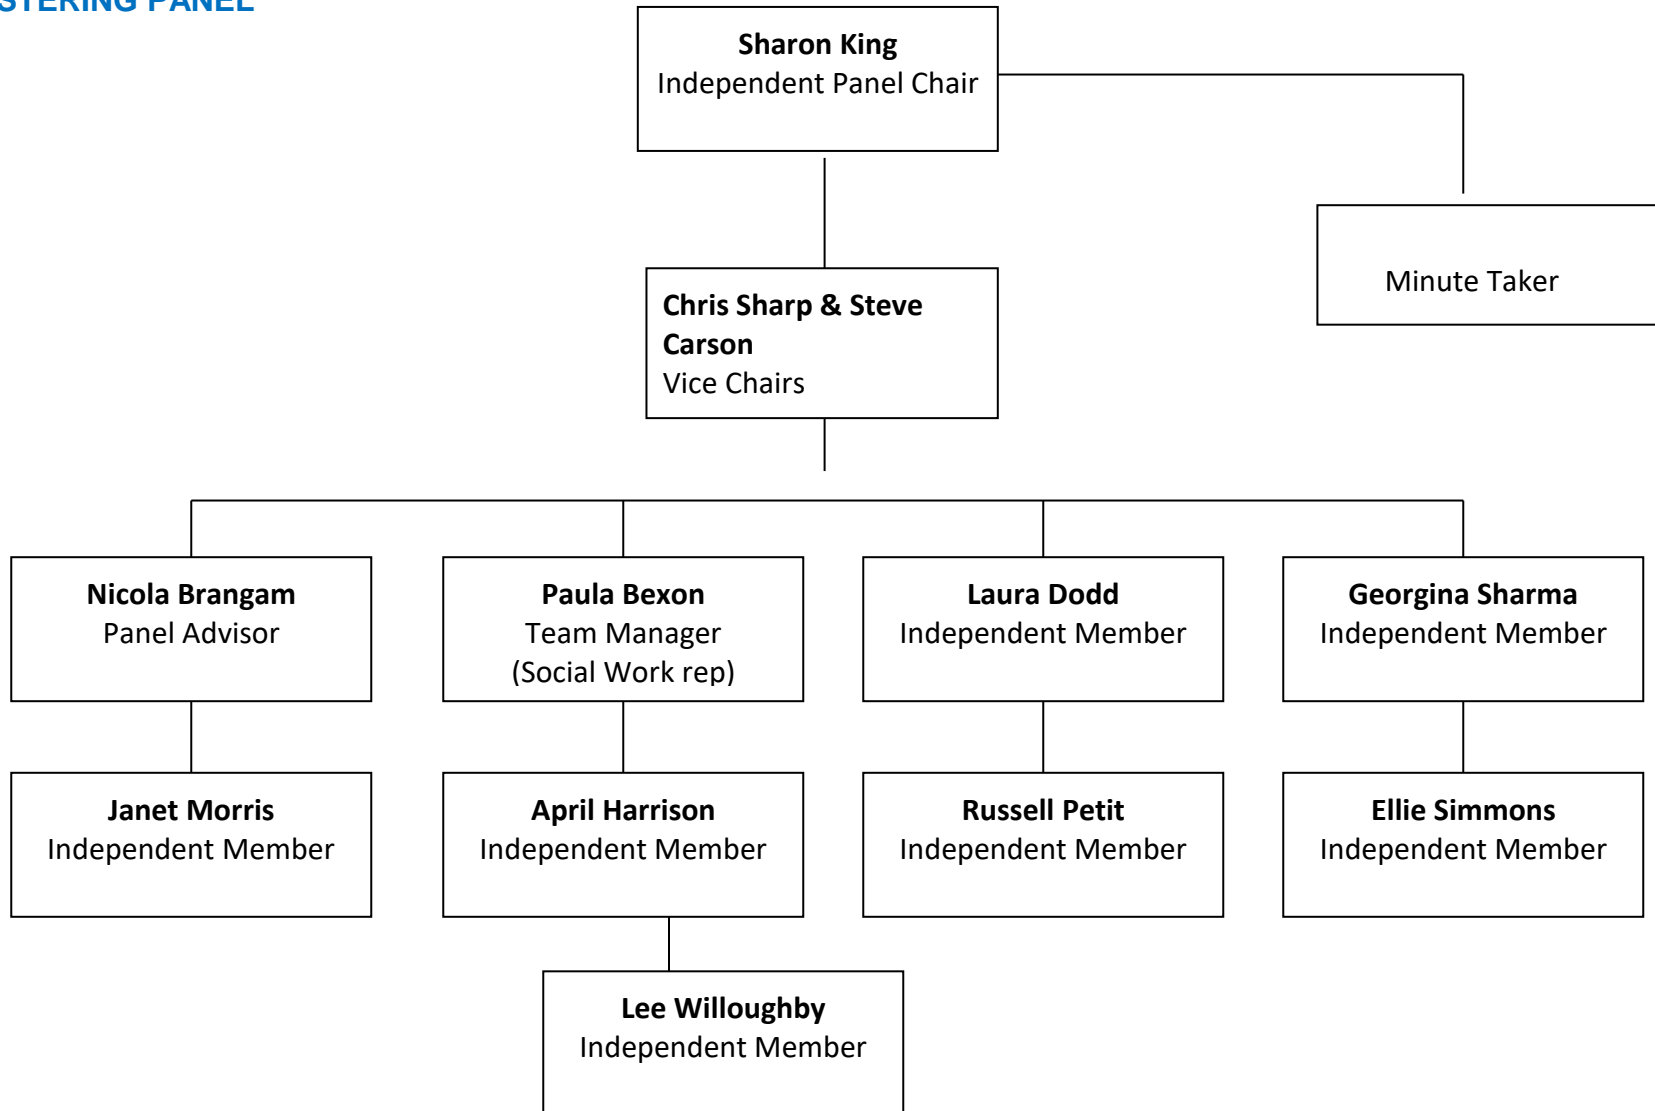 STERING PANEL
Sharon King
Independent Panel Chair
Minute Taker
Chris Sharp & Steve
Carson
Vice Chairs
Nicola Brangam
Panel Advisor
Paula Bexon
Team Manager
(Social Work rep)
Laura Dodd
Independent Member
Georgina Sharma
Independent Member
Janet Morris
Independent Member
April Harrison
Independent Member
Russell Petit
Independent Member
Ellie Simmons
Independent Member
Lee Willoughby
Independent Member